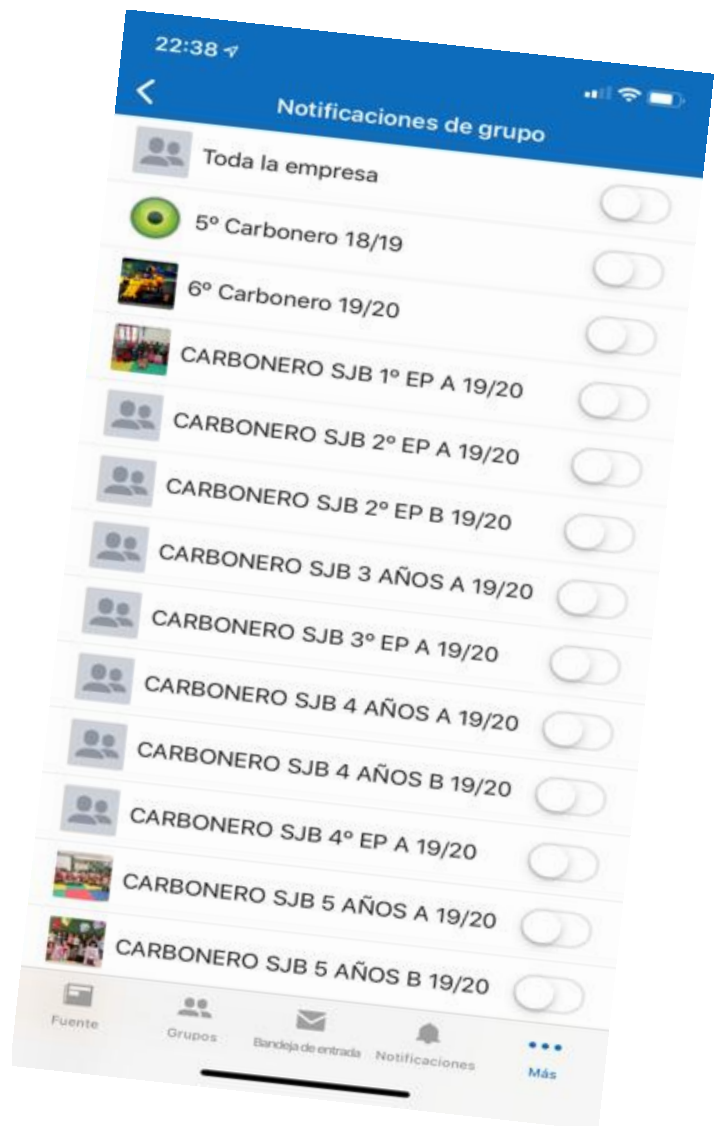 22:38
Notificaciones de grupo
Toda la empresa
5º Carbonero 18/19
6º Carbonero 19/20
CARBONERO SJB 1º EP A 19/20
CARBONERO SJB 2º EP A 19/20
CARBONERO SJB 2º EP B 19/20
CARBONERO SJB 3 AÑOS A 19/20
CARBONERO SJB 3º EP A 19/20
CARBONERO SJB 4 AÑOS A 19/20
CARBONERO SJB 4 AÑOS B 19/20
CARBONERO SJB 4º EP A 19/20
CARBONERO SJB 5 AÑOS A 19/20
CARBONERO SJB 5 AÑOS B 19/20
Fuente Grupos Bandeja de entrada Notificaciones Más